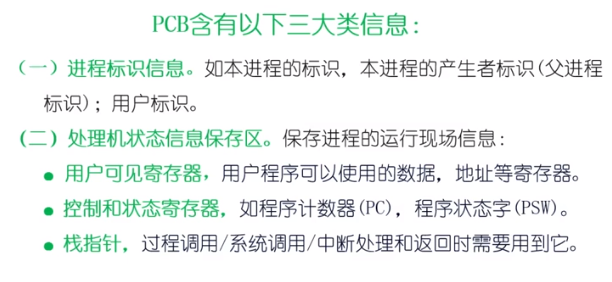 PCB含有以下三大类信息：
（一）进程标识信息。如本进程的标识，本进程的产生者标识(父进程
标识)；用户标识。
（二）处理机状态信息保存区。保存进程的运行现场信息：
● 用户可见寄存器，用户程序可以使用的数据，地址等寄存器。
● 控制和状态寄存器，如程序计数器(PC)，程序状态字(PSW)。
● 栈指针，过程调用/系统调用/中断处理和返回时需要用到它。